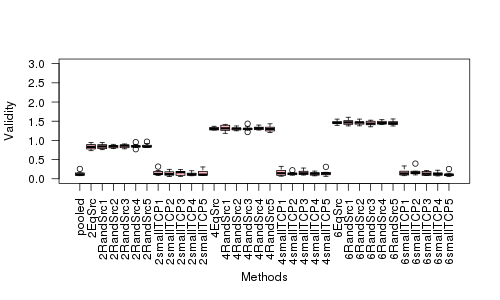 3.0
2.5
2.0
1.5
1.0
0.5
0.0
Validity
pooled
2EqSrc
2RandSrc1
2RandSrc2
2RandSrc3
2RandSrc4
2RandSrc5
2smallTCP1
2smallTCP2
2smallTCP3
2smallTCP4
2smallTCP5
4EqSrc
4RandSrc1
4RandSrc2
4RandSrc3
4RandSrc4
4RandSrc5
4smallTCP1
4smallTCP2
4smallTCP3
4smallTCP4
4smallTCP5
6EqSrc
6RandSrc1
6RandSrc2
6RandSrc3
6RandSrc4
6RandSrc5
6smallTCP1
6smallTCP2
6smallTCP3
6smallTCP4
6smallTCP5
Methods